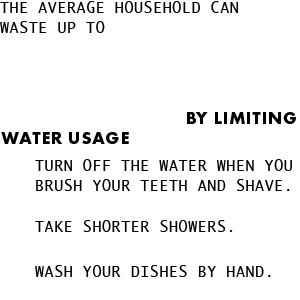 THE AVERAGE HOUSEHOLD CAN
WASTE UP TO
BY LIMITING
WATER USAGE
TURN OFF THE WATER WHEN YOU
BRUSH YOUR TEETH AND SHAVE.
TAKE SHORTER SHOWERS.
WASH YOUR DISHES BY HAND.